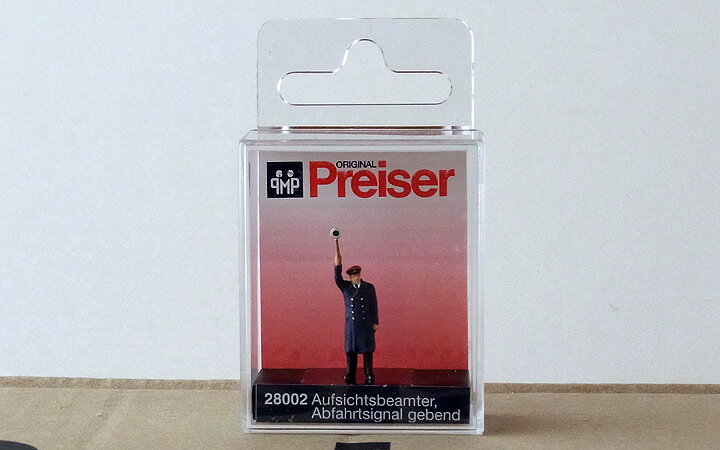 ORIGINAL
PMP Preiser
28002 Aufsichtsbeamter,
Abfahrtsignal gebend